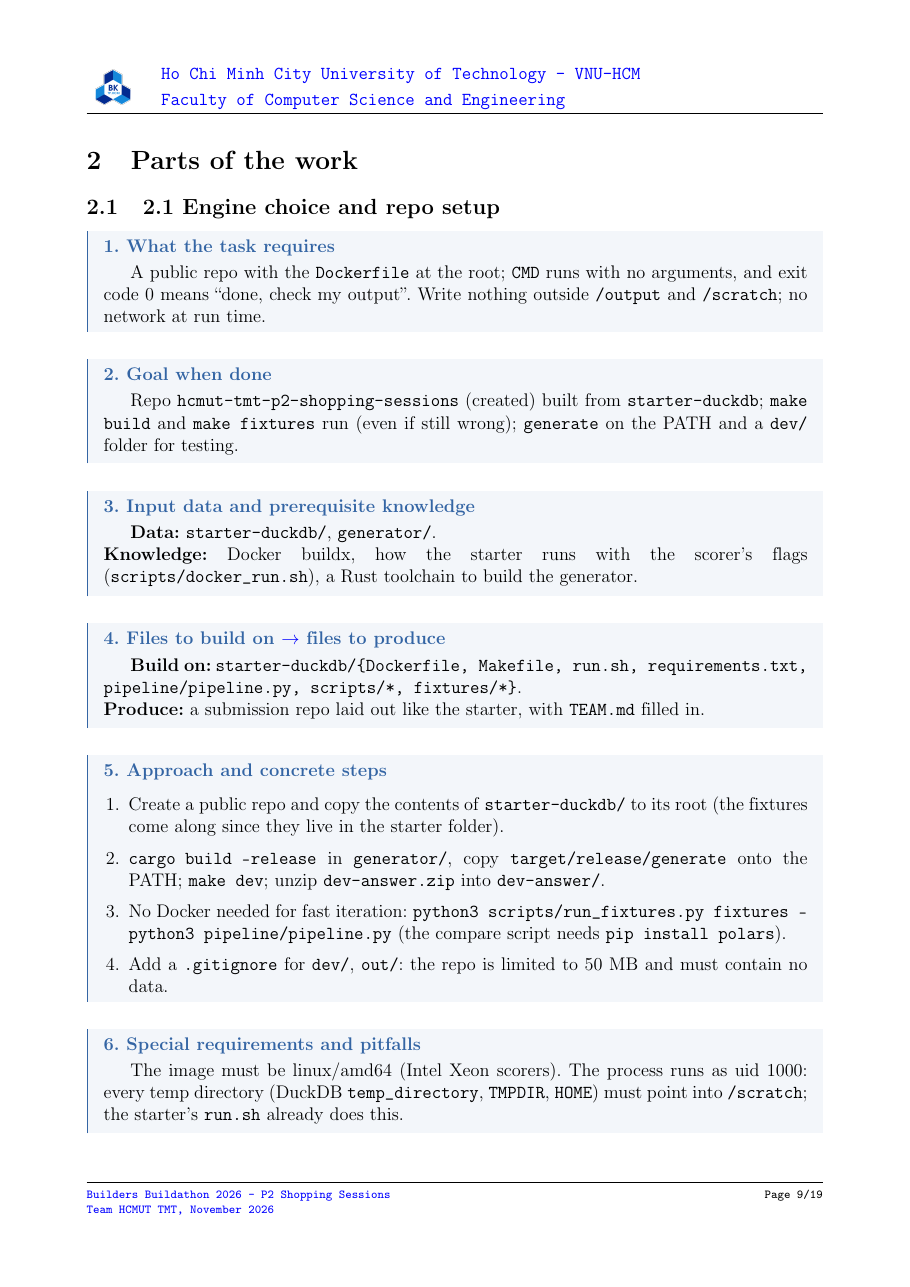 BK
Ho Chi Minh City University of Technology - VNU-HCM
Faculty of Computer Science and Engineering
2 Parts of the work
2.1 2.1 Engine choice and repo setup
1. What the task requires
A public repo with the Dockerfile at the root; CMD runs with no arguments, and exit
code 0 means “done, check my output”. Write nothing outside /output and /scratch; no
network at run time.
2. Goal when done
Repo hcmut-tmt-p2-shopping-sessions (created) built from starter-duckdb; make
build and make fixtures run (even if still wrong); generate on the PATH and a dev/
folder for testing.
3. Input data and prerequisite knowledge
Data: starter-duckdb/, generator/.
Knowledge: Docker buildx, how the starter runs with the scorer’s flags
(scripts/docker_run.sh), a Rust toolchain to build the generator.
4. Files to build on → files to produce
Build on: starter-duckdb/{Dockerfile, Makefile, run.sh, requirements.txt,
pipeline/pipeline.py, scripts/*, fixtures/*}.
Produce: a submission repo laid out like the starter, with TEAM.md filled in.
5. Approach and concrete steps
1. Create a public repo and copy the contents of starter-duckdb/ to its root (the fixtures
come along since they live in the starter folder).
2. cargo build -release in generator/, copy target/release/generate onto the
PATH; make dev; unzip dev-answer.zip into dev-answer/.
3. No Docker needed for fast iteration: python3 scripts/run_fixtures.py fixtures -
python3 pipeline/pipeline.py (the compare script needs pip install polars).
4. Add a .gitignore for dev/, out/: the repo is limited to 50 MB and must contain no
data.
6. Special requirements and pitfalls
The image must be linux/amd64 (Intel Xeon scorers). The process runs as uid 1000:
every temp directory (DuckDB temp_directory, TMPDIR, HOME) must point into /scratch;
the starter’s run.sh already does this.
Builders Buildathon 2026 - P2 Shopping Sessions
Page 9/19
Team HCMUT TMT, November 2026